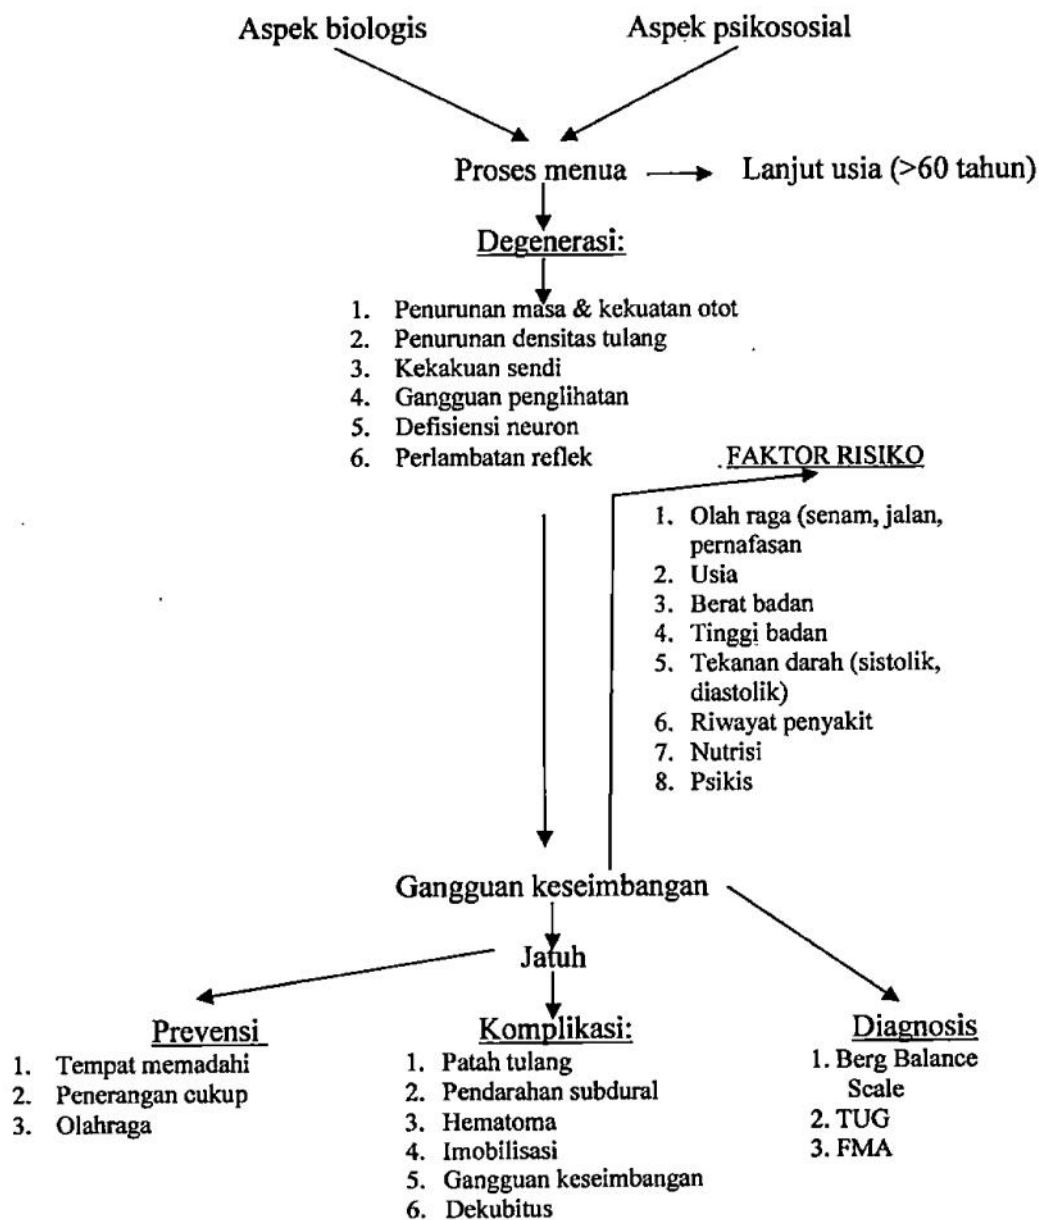 Aspek biologis
Aspek psikososial
Proses menua
Lanjut usia (>60 tahun)
Degenerasi:
1. Penurunan masa & kekuatan otot
2. Penurunan densitas tulang
3. Kekakuan sendi
4. Gangguan penglihatan
5. Defisiensi neuron
6. Perlambatan reflek
FAKTOR RISIKO
1. Olah raga (senam, jalan,
pernafasan
2. Usia
3. Berat badan
4. Tinggi badan
5. Tekanan darah (sistolik,
diastolik)
6. Riwayat penyakit
7. Nutrisi
8. Psikis
Gangguan keseimbangan
Jatuh
Prevensi
1. Tempat memadahi
2. Penerangan cukup
3. Olahraga
Komplikasi:
1. Patah tulang
2. Pendarahan subdural
3. Hematoma
4. Imobilisasi
5. Gangguan keseimbangan
6. Dekubitus
Diagnosis
1. Berg Balance
Scale
2. TUG
3. FMA